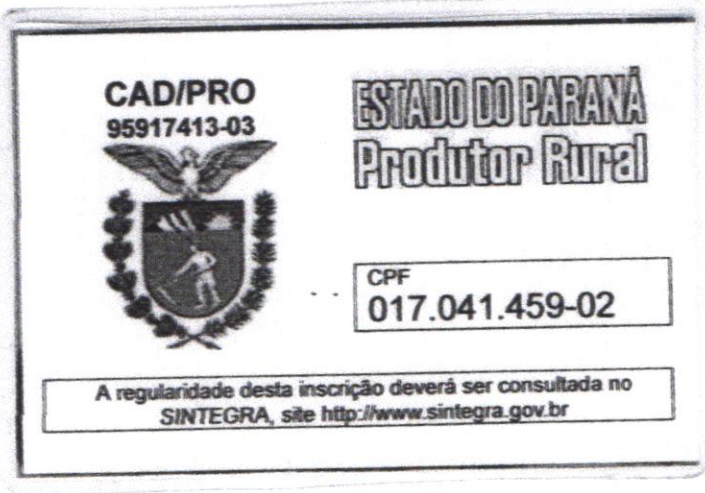 CAD/PRO
95917413-03
ESTADO DO PARANÁ
Produtor Rural
CPF
017.041.459-02
A regularidade desta inscrição deverá ser consultada no
SINTEGRA, site http://www.sintegra.gov.br